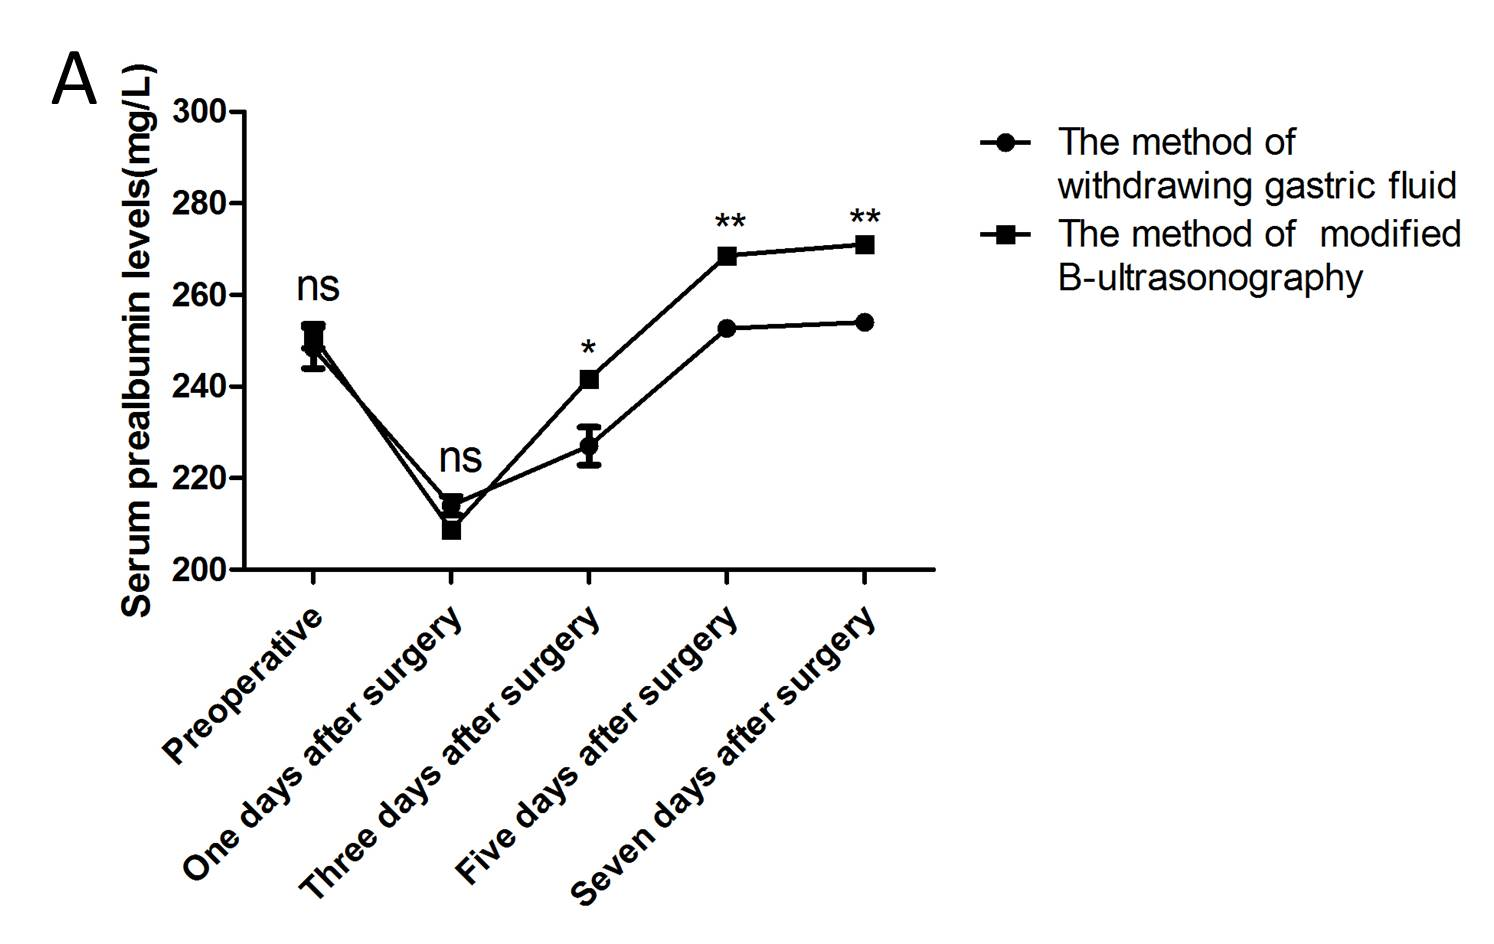 A
Serum prealbumin levels(mg/L)
300
280
260
240
220
200
ns
ns
*
**
**
Preoperative
One days after surgery
Three days after surgery
Five days after surgery
Seven days after surgery
The method of
withdrawing gastric fluid
The method of  modified
B-ultrasonography